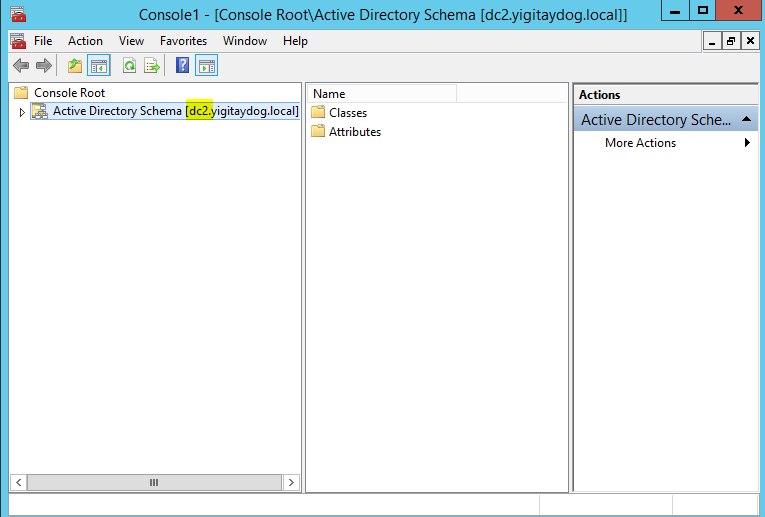 Console1 - [Console Root\Active Directory Schema [dc2.yigitaydog.local]]
File Action View Favorites Window Help
Console Root
Active Directory Schema [dc2.yigitaydog.local]
Name
Classes
Attributes
Actions
Active Directory Sche...
More Actions